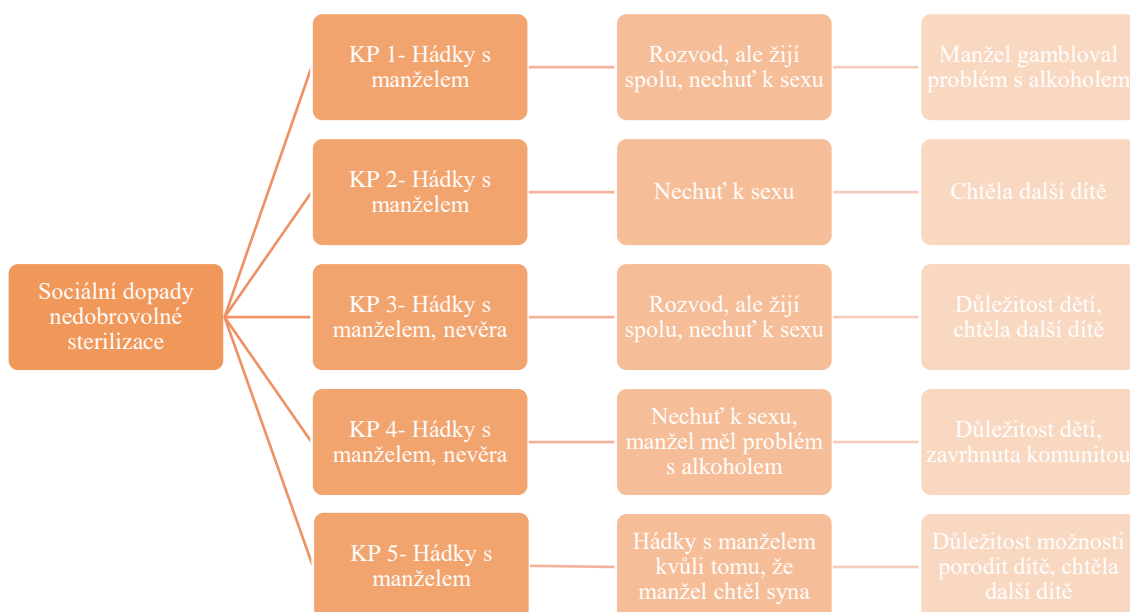 Sociální dopady
nedobrovolné
sterilizace
KP 1- Hádky s
manželem
Rozvod, ale žijí
spolu, nechuť k sexu
Manžel gambloval
problém s alkoholem
KP 2- Hádky s
manželem
Nechuť k sexu
Chtěla další dítě
KP 3- Hádky s
manželem, nevěra
Rozvod, ale žijí
spolu, nechuť k sexu
Důležitost dětí,
chtěla další dítě
KP 4- Hádky s
manželem, nevěra
Nechuť k sexu,
manžel měl problém
s alkoholem
Důležitost dětí,
zavrhnuta komunitou
KP 5- Hádky s
manželem
Hádky s manželem
kvůli tomu, že
manžel chtěl syna
Důležitost možnosti
porodit dítě, chtěla
další dítě